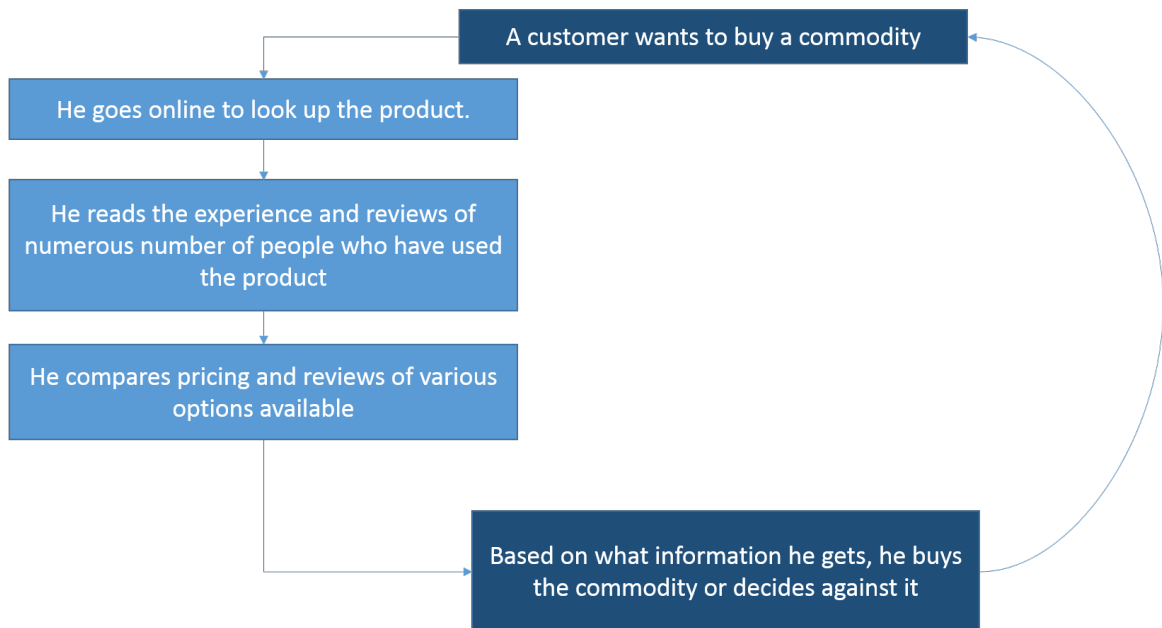 A customer wants to buy a commodity
He goes online to look up the product.
He reads the experience and reviews of
numerous number of people who have used
the product
He compares pricing and reviews of various
options available
Based on what information he gets, he buys
the commodity or decides against it